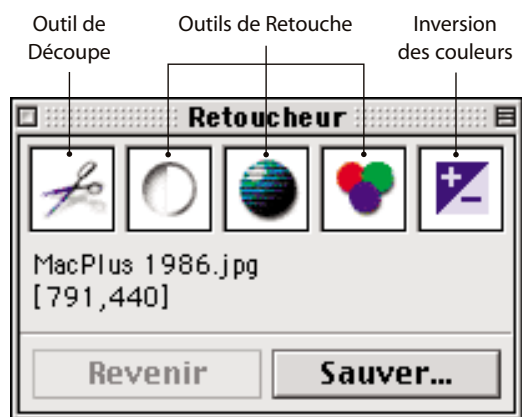 Outil de
Découpe
Outils de Retouche
Inversion
des couleurs
Retoucheur
MacPlus 1986.jpg
[791,440]
Revenir
Sauver...